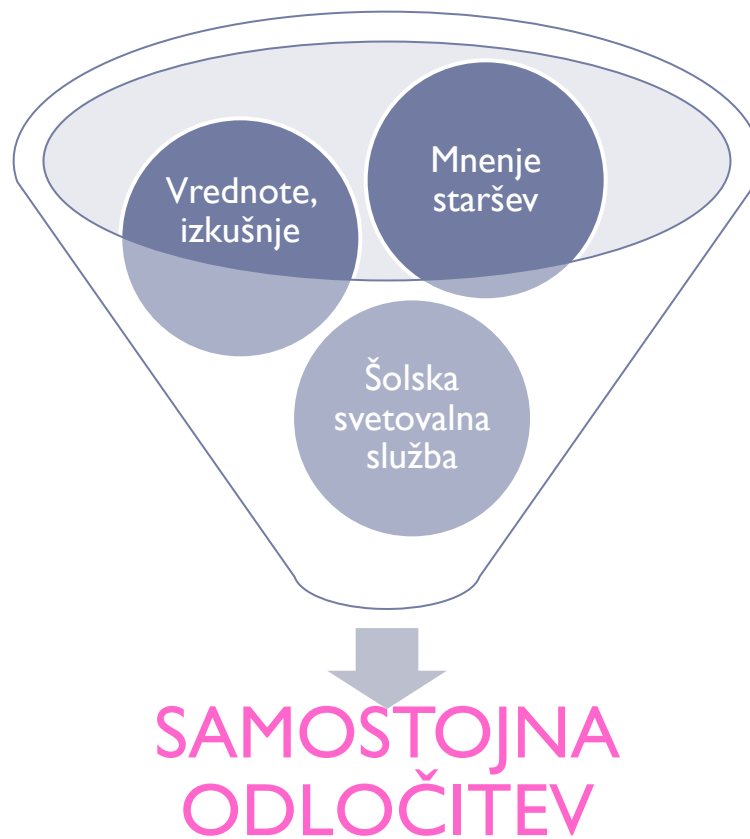 Vrednote,
izkušnje
Mnenje
staršev
Šolska
svetovalna
služba
SAMOSTOJNA
ODLOČITEV